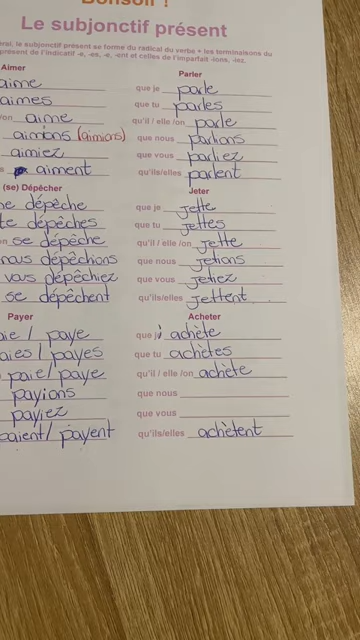 Bonsoir !
Le subjonctif présent
le subjonctif présent se forme du radical du verbe + les terminaisons du
présent de l'indicatif -e, -es, -e, -ent et celles de l'imparfait -ions, -iez.
Aimer
aime
aimes
/on aime
aimions (aimions)
aimiez
aiment
Parler
que je parle
que tu parles
qu'il / elle /on parle
que nous parlions
que vous parliez
qu'ils/elles parlent
(se) Dépêcher
me dépêche
te dépêches
se dépêche
nous dépêchions
vous dépêchiez
se dépêchent
Jeter
que je jette
que tu jettes
qu'il / elle /on jette
que nous jetions
que vous jetiez
qu'ils/elles jettent
Payer
aie / paye
aies / payes
paie / paye
payions
payiez
paient / payent
Acheter
que j' achète
que tu achètes
qu'il / elle /on achète
que nous
que vous
qu'ils/elles achètent